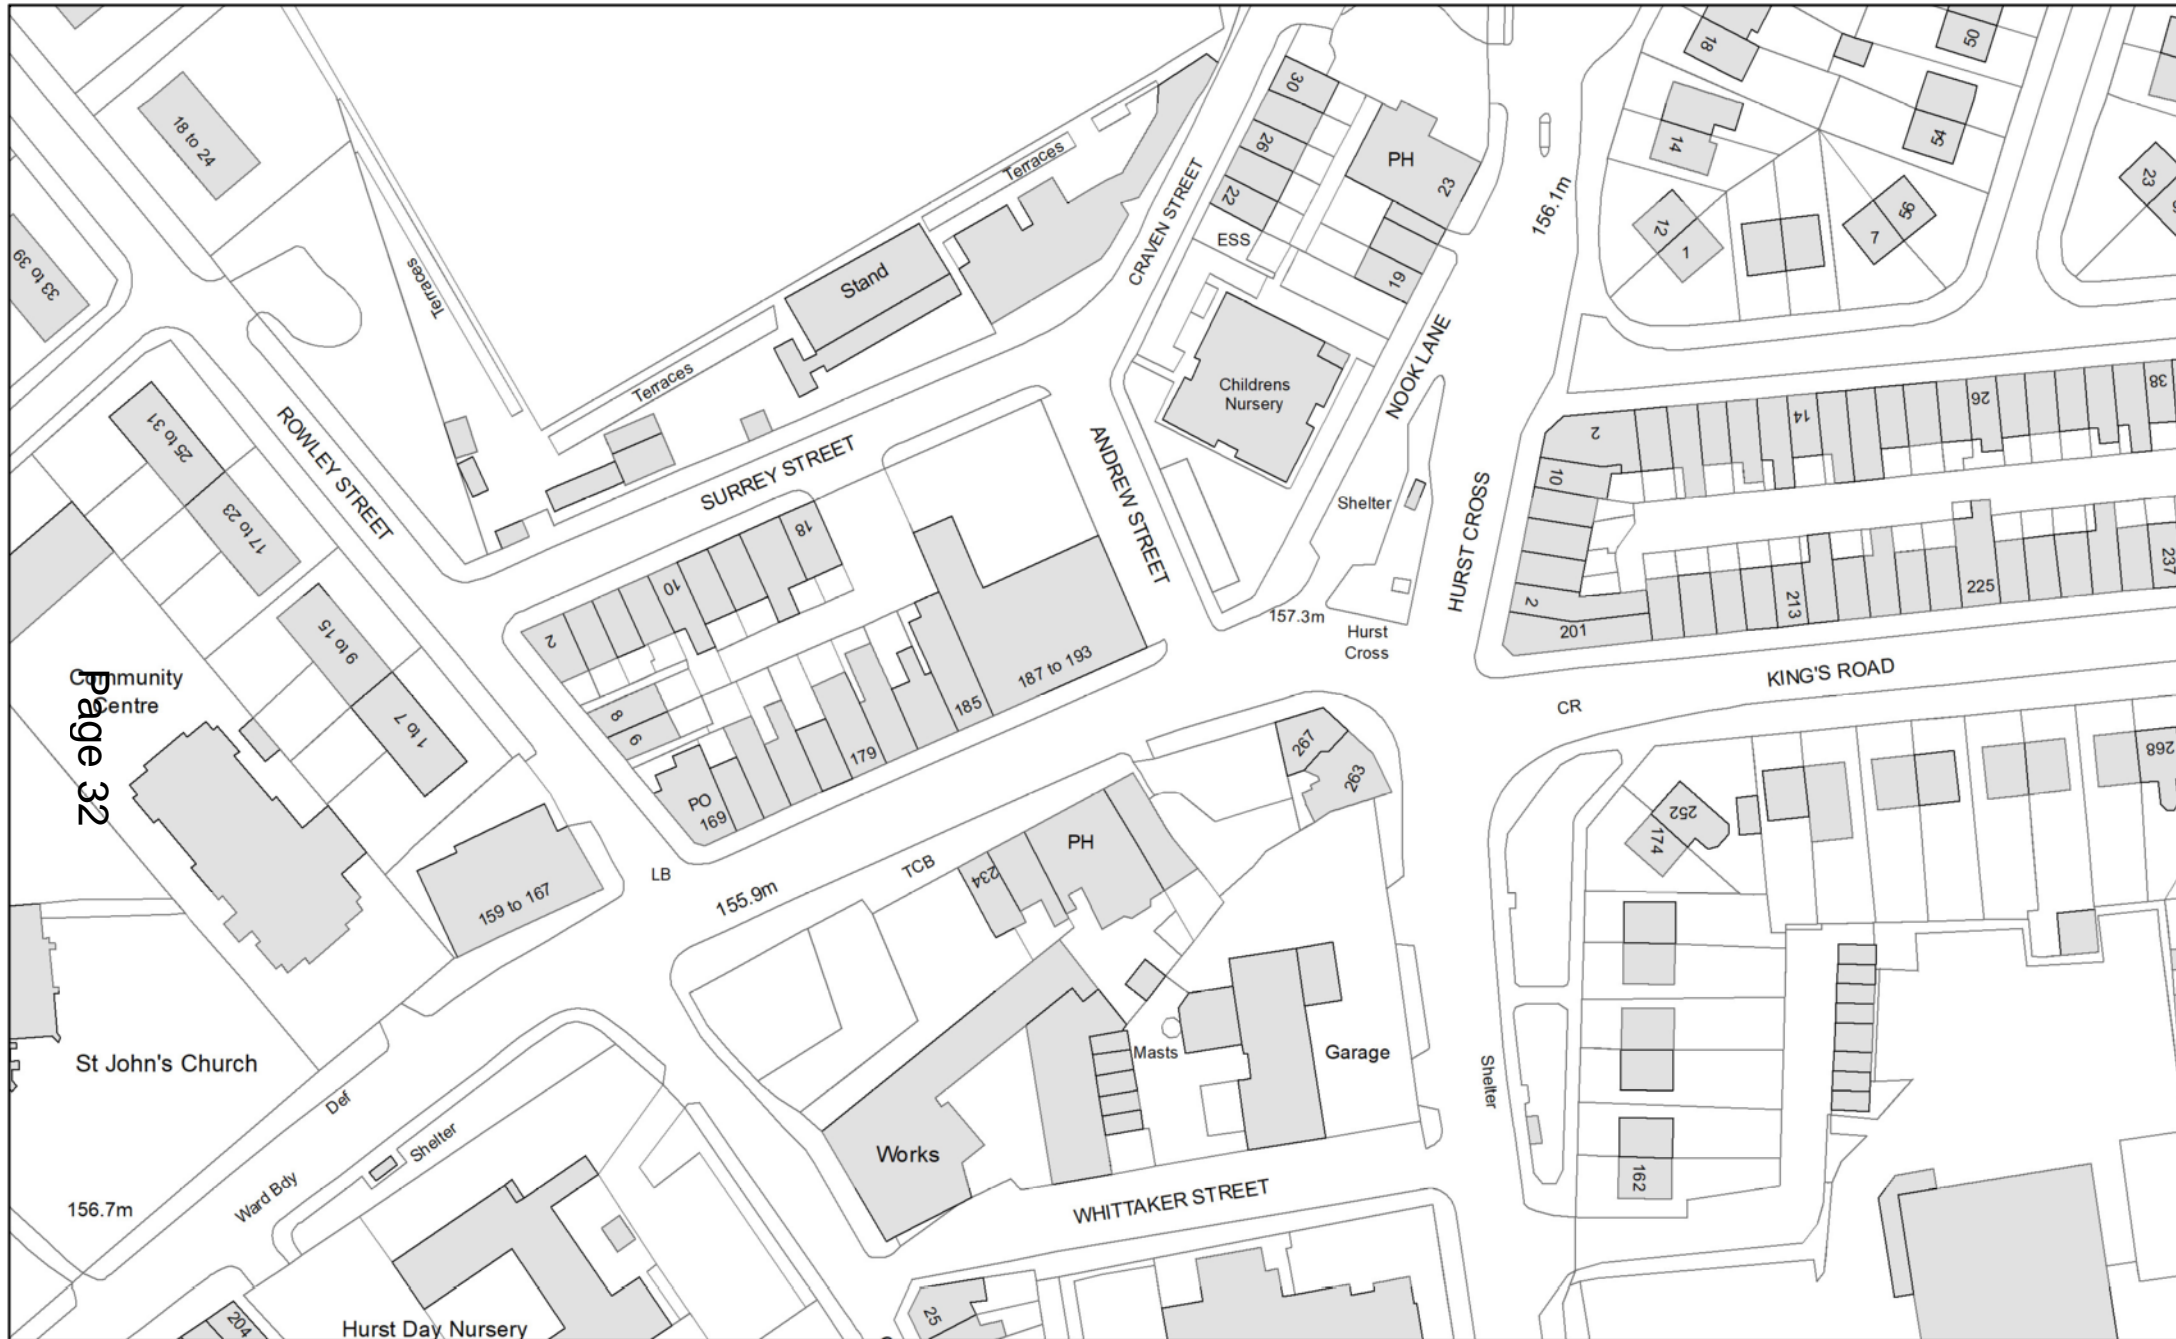 18 to 24
33 to 39
Terraces
Stand
Terraces
Terraces
CRAVEN STREET
30
26
22
ESS
PH
23
19
156.1m
18
50
14
54
12
1
7
56
23
25 to 31
17 to 23
ROWLEY STREET
SURREY STREET
ANDREW STREET
Childrens
Nursery
NOOK LANE
Shelter
HURST CROSS
2
10
14
26
38
2
201
213
225
237
9 to 15
1 to 7
2
10
18
8
6
PO
169
179
185
187 to 193
157.3m
Hurst
Cross
KING'S ROAD
CR
Community
Centre
Page 32
159 to 167
LB
155.9m
TCB
234
PH
267
263
252
174
268
St John's Church
Def
Ward Bdy
Shelter
156.7m
Masts
Garage
Works
WHITTAKER STREET
Shelter
162
204
Hurst Day Nursery
25